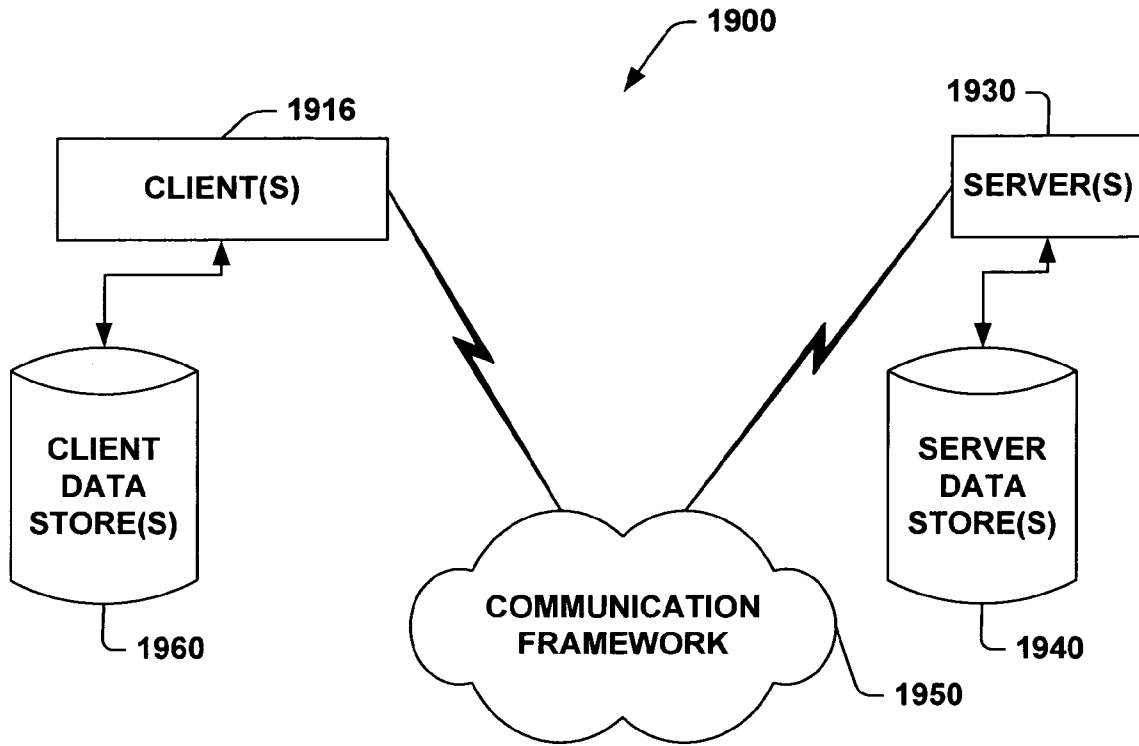 1900
1916
1930
CLIENT(S)
SERVER(S)
CLIENT
DATA
STORE(S)
SERVER
DATA
STORE(S)
COMMUNICATION
FRAMEWORK
1960
1940
1950